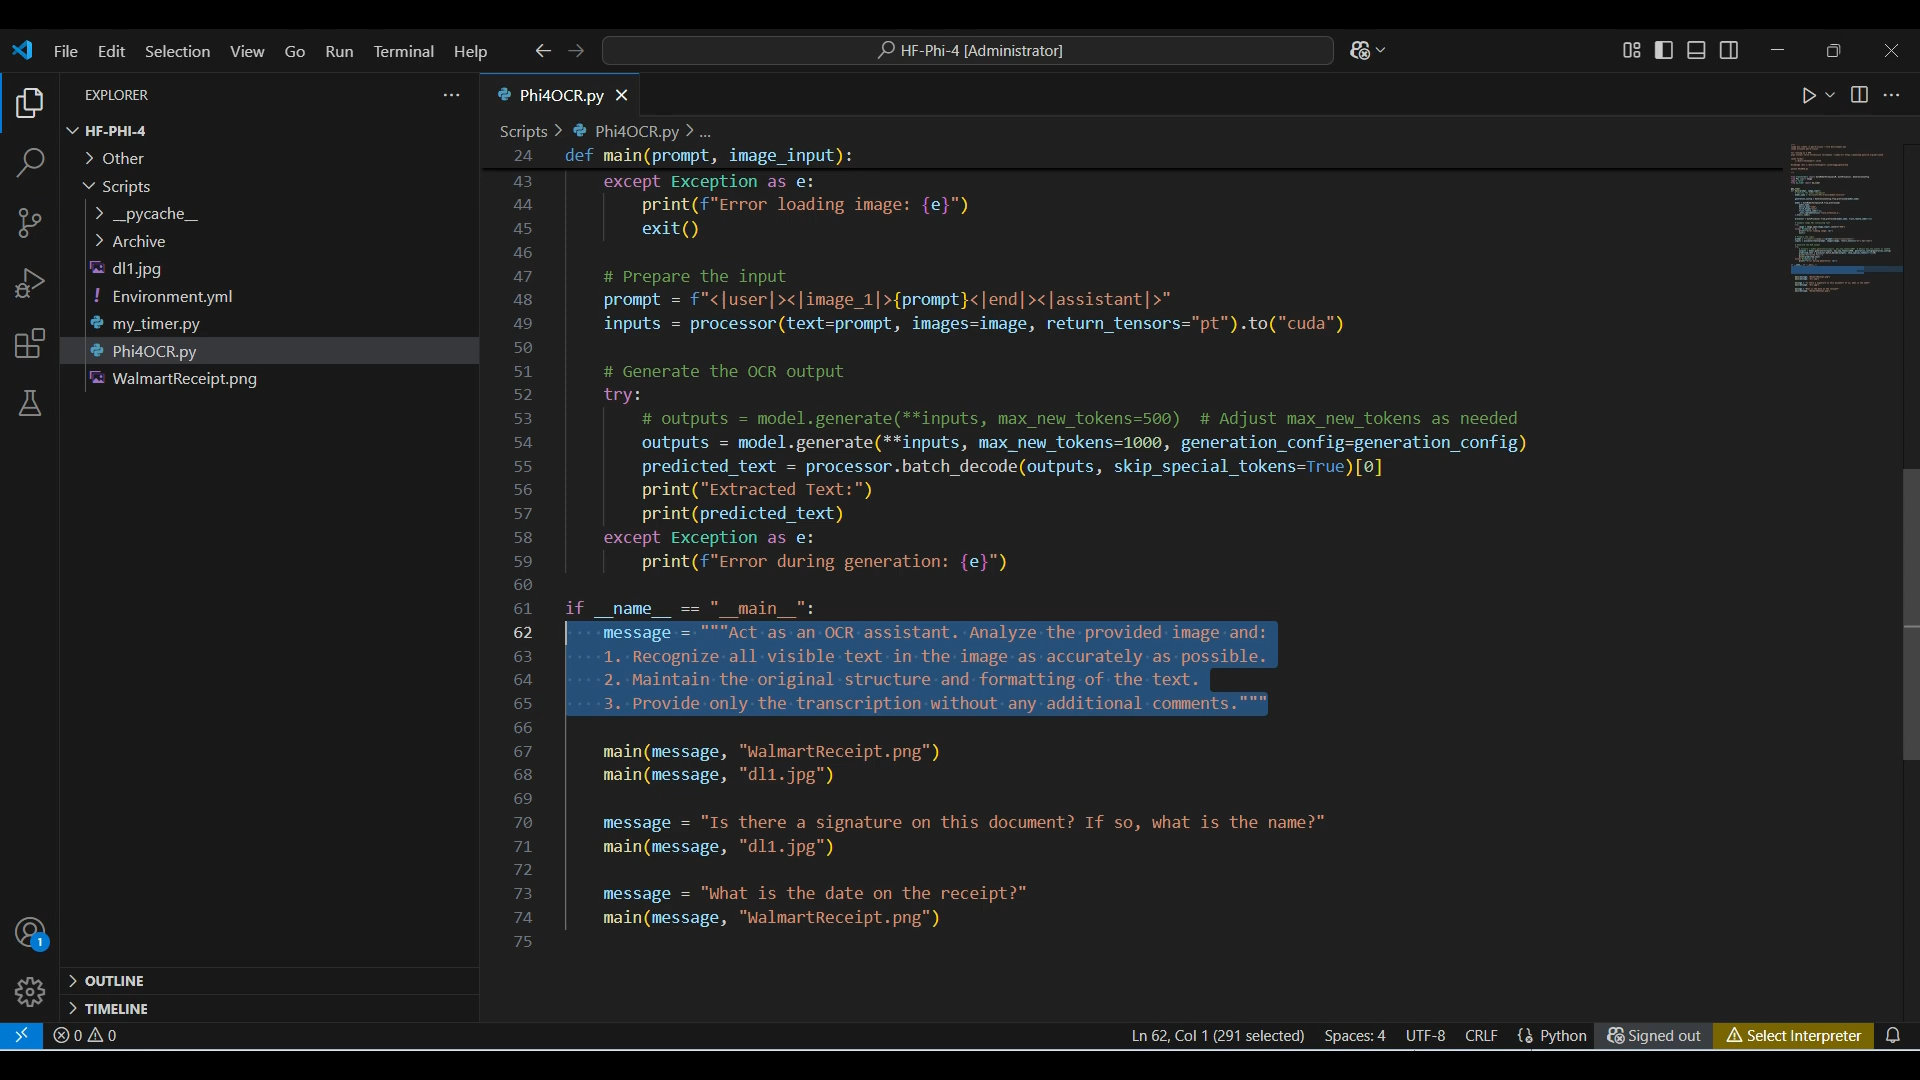 File Edit Selection View Go Run Terminal Help
HF-Phi-4 [Administrator]
EXPLORER
HF-PHI-4
Other
Scripts
__pycache__
Archive
dl1.jpg
Environment.yml
my_timer.py
Phi4OCR.py
WalmartReceipt.png
OUTLINE
TIMELINE
Phi4OCR.py
Scripts > Phi4OCR.py > ...
24 def main(prompt, image_input):
43 except Exception as e:
44 print(f"Error loading image: {e}")
45 exit()
46
47 # Prepare the input
48 prompt = f"<|user|><|image_1|>{prompt}<|end|><|assistant|>"
49 inputs = processor(text=prompt, images=image, return_tensors="pt").to("cuda")
50
51 # Generate the OCR output
52 try:
53 # outputs = model.generate(**inputs, max_new_tokens=500)  # Adjust max_new_tokens as needed
54 outputs = model.generate(**inputs, max_new_tokens=1000, generation_config=generation_config)
55 predicted_text = processor.batch_decode(outputs, skip_special_tokens=True)[0]
56 print("Extracted Text:")
57 print(predicted_text)
58 except Exception as e:
59 print(f"Error during generation: {e}")
60
61 if __name__ == "__main__":
62 message = """Act as an OCR assistant. Analyze the provided image and:
63 1. Recognize all visible text in the image as accurately as possible.
64 2. Maintain the original structure and formatting of the text.
65 3. Provide only the transcription without any additional comments."""
66
67 main(message, "WalmartReceipt.png")
68 main(message, "dl1.jpg")
69
70 message = "Is there a signature on this document? If so, what is the name?"
71 main(message, "dl1.jpg")
72
73 message = "What is the date on the receipt?"
74 main(message, "WalmartReceipt.png")
75
1
0 0
Ln 62, Col 1 (291 selected) Spaces: 4 UTF-8 CRLF Python Signed out Select Interpreter